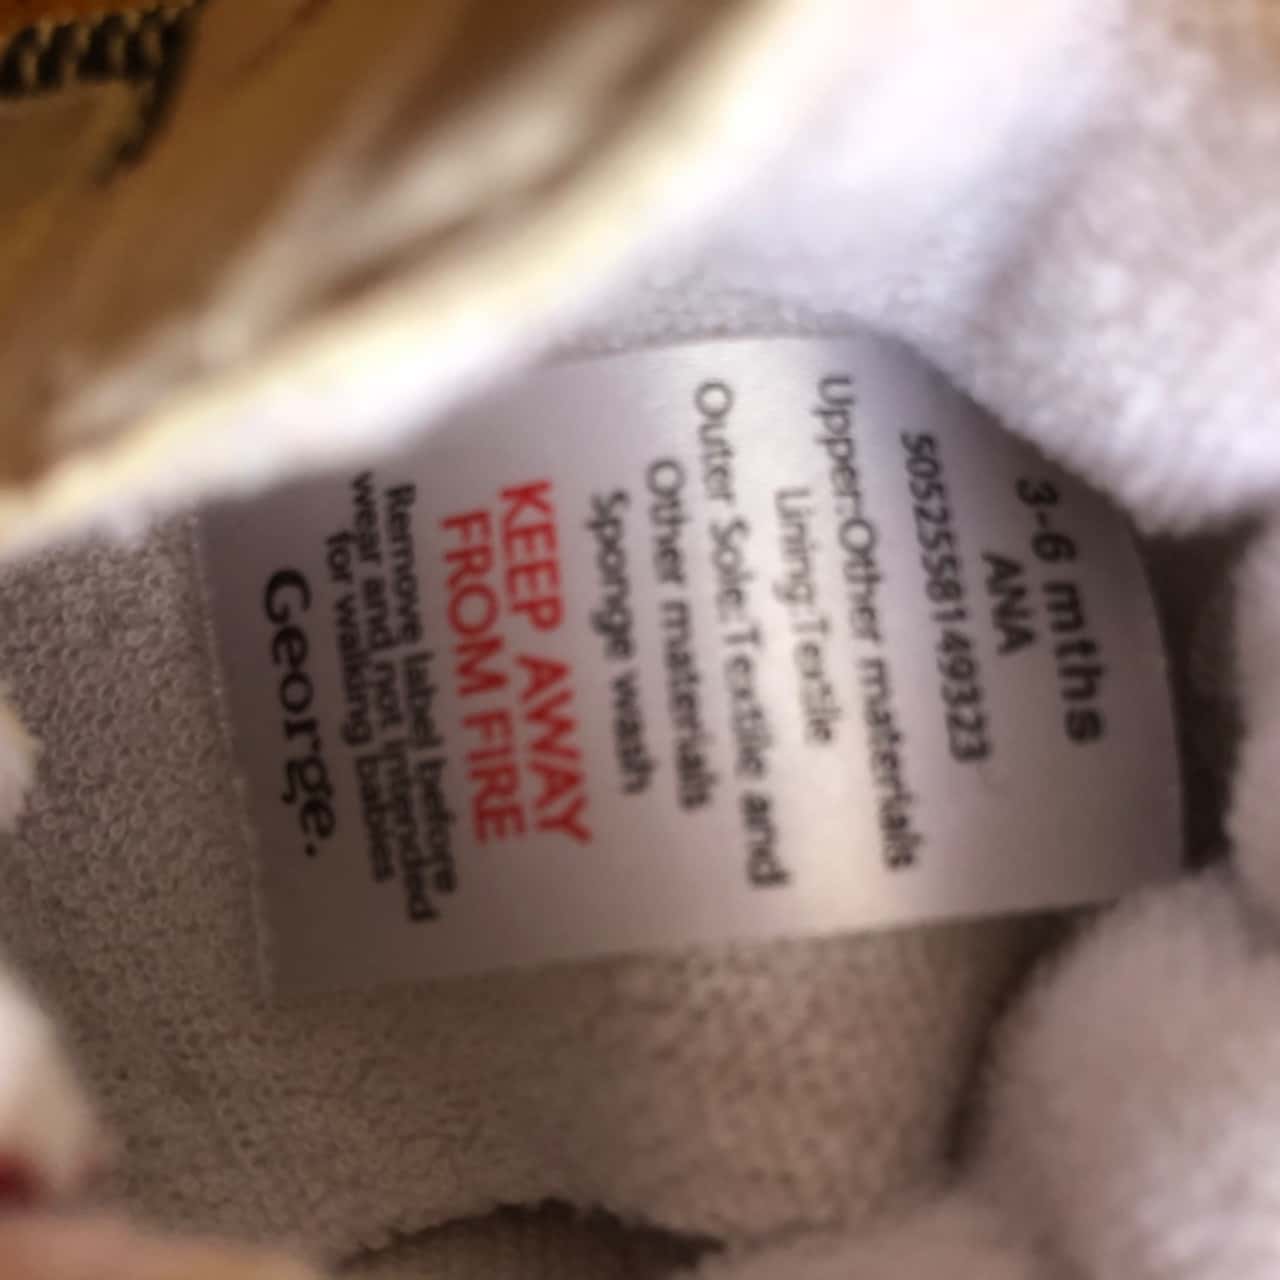 3-6 mths
ANA
5052558149323
Upper:Other materials
Lining:Textile
Outer Sole:Textile and
Other materials
Sponge wash
KEEP AWAY
FROM FIRE
Remove label before
wear and not intended
for walking babies
George.